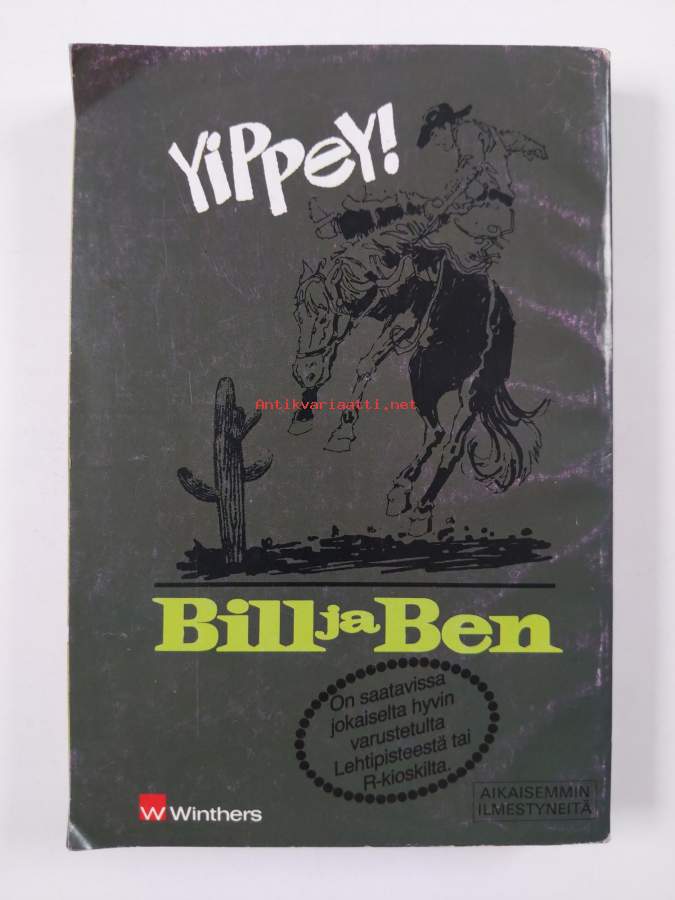 YiPpeY!
Antikvariaatti.net
Bill ja Ben
On saatavissa
jokaiselta hyvin
varustetulta
Lehtipisteestä tai
R-kioskilta.
AIKAISEMMIN
ILMESTYNEITÄ
W Winthers